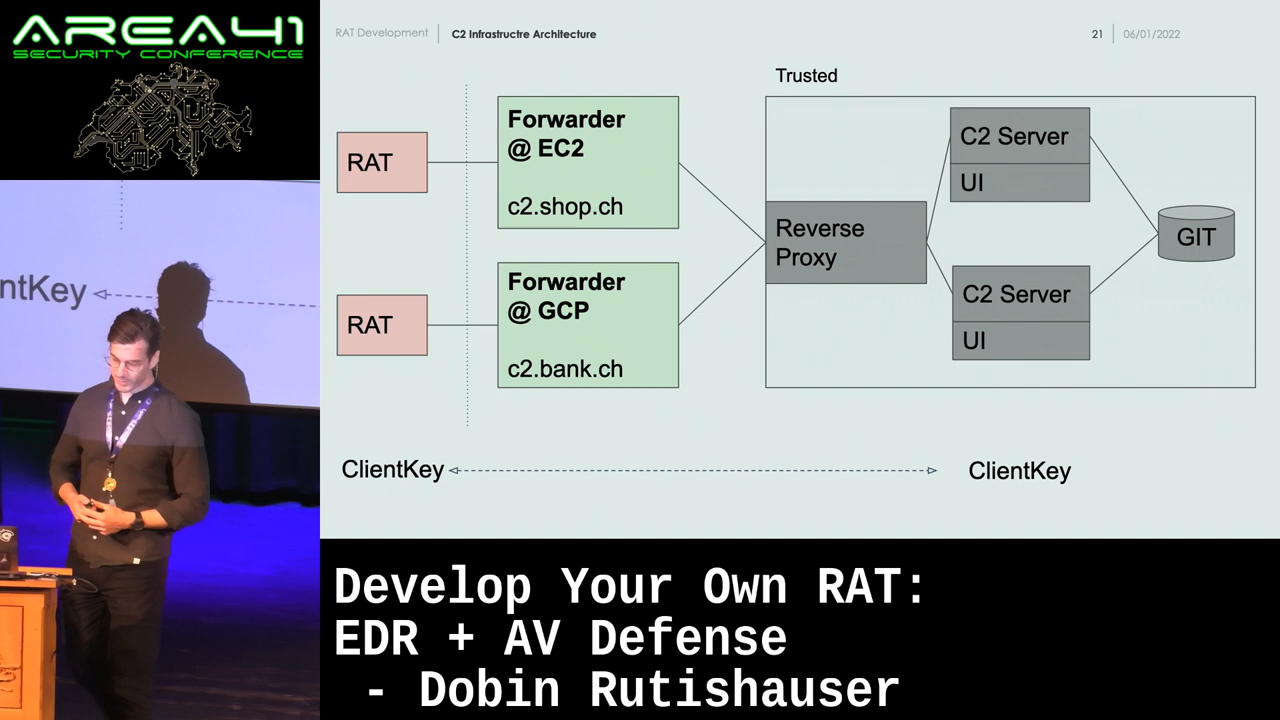 AREA41
SECURITY CONFERENCE
RAT Development
C2 Infrastructre Architecture
21
06/01/2022
Trusted
RAT
Forwarder
@ EC2
c2.shop.ch
RAT
Forwarder
@ GCP
c2.bank.ch
Reverse
Proxy
C2 Server
UI
C2 Server
UI
GIT
ClientKey
ClientKey
ntKey
Develop Your Own RAT:
EDR + AV Defense
- Dobin Rutishauser